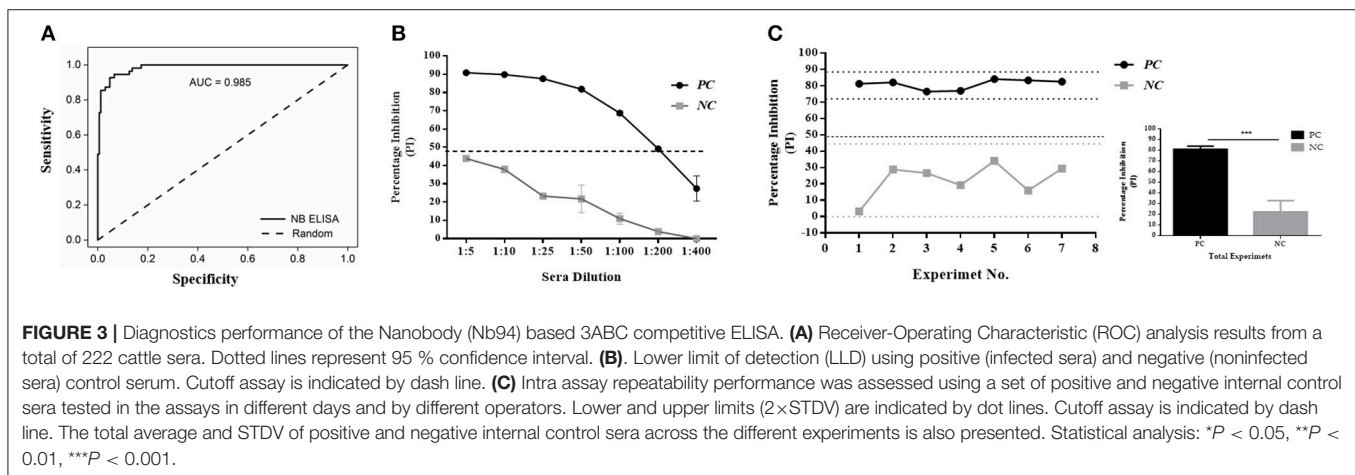 A
Sensitivity
1.0
0.8
0.6
0.4
0.2
0.0
AUC = 0.985
NB ELISA
Random
0.0 0.2 0.4 0.6 0.8 1.0
Specificity
B
Percentage Inhibition
(PI)
100
90
80
70
60
50
40
30
20
10
0
PC
NC
1:5 1:10 1:25 1:50 1:100 1:200 1:400
Sera Dilution
C
Percentage Inhibition
(PI)
100
90
80
70
60
50
40
30
20
10
0
-10
PC
NC
0 1 2 3 4 5 6 7 8
Experimet No.
Percentage Inhibition
(PI)
100
90
80
70
60
50
40
30
20
10
0
***
PC
NC
PC NC
Total Experimets
FIGURE 3 | Diagnostics performance of the Nanobody (Nb94) based 3ABC competitive ELISA. (A) Receiver-Operating Characteristic (ROC) analysis results from a
total of 222 cattle sera. Dotted lines represent 95 % confidence interval. (B). Lower limit of detection (LLD) using positive (infected sera) and negative (noninfected
sera) control serum. Cutoff assay is indicated by dash line. (C) Intra assay repeatability performance was assessed using a set of positive and negative internal control
sera tested in the assays in different days and by different operators. Lower and upper limits (2×STDV) are indicated by dot lines. Cutoff assay is indicated by dash
line. The total average and STDV of positive and negative internal control sera across the different experiments is also presented. Statistical analysis: *P < 0.05, **P <
0.01, ***P < 0.001.